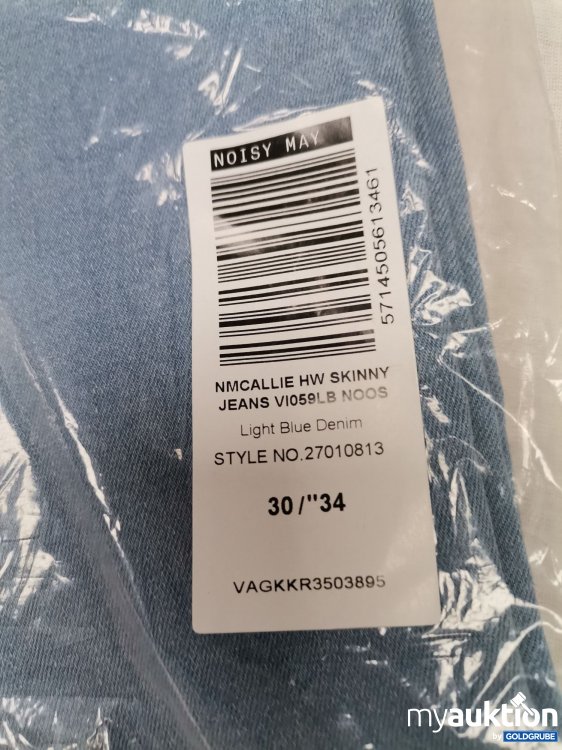 NOISY MAY
5714505613461
NMCALLIE HW SKINNY
JEANS VI059LB NOOS
Light Blue Denim
STYLE NO.27010813
30/"34
VAGKKR3503895
myauktion
by GOLDGRUBE